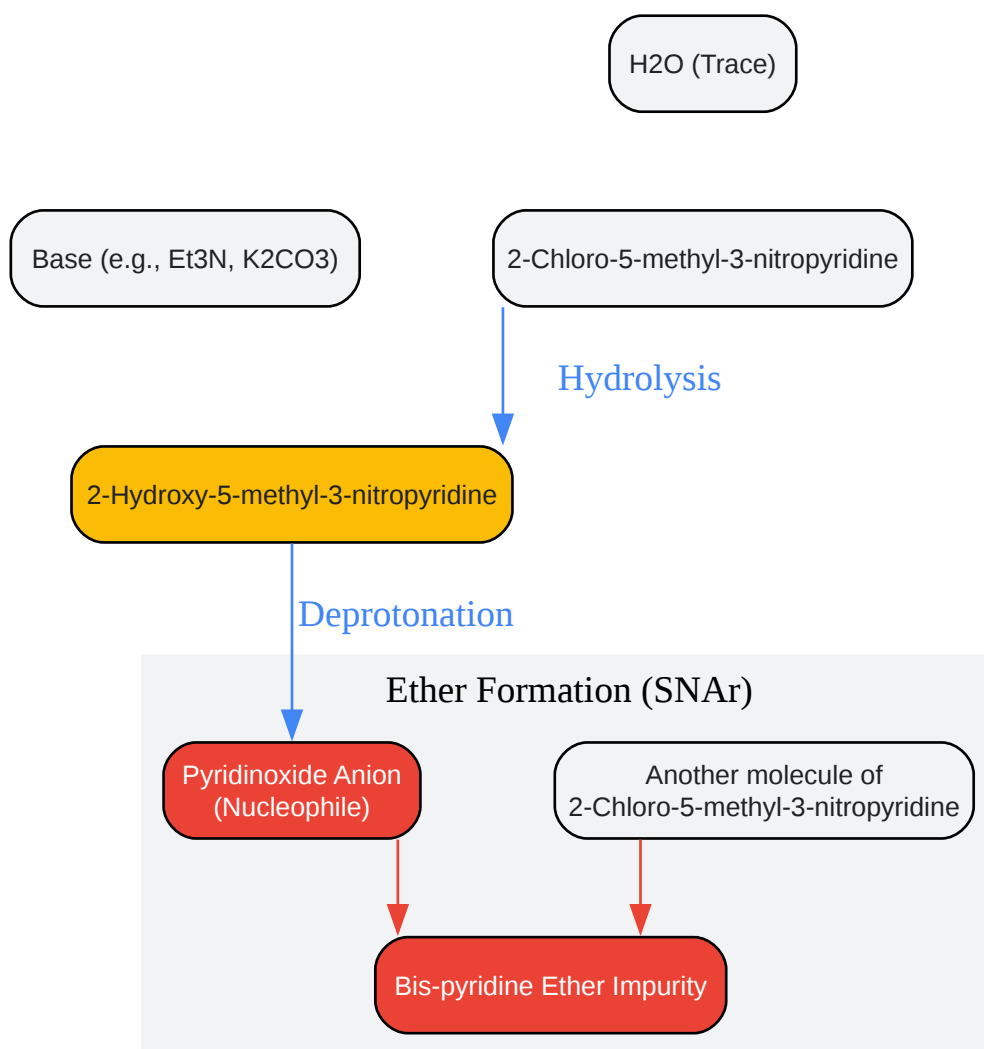 H2O (Trace)
Base (e.g., Et3N, K2CO3)
2-Chloro-5-methyl-3-nitropyridine
Hydrolysis
2-Hydroxy-5-methyl-3-nitropyridine
Deprotonation
Ether Formation (SNAr)
Pyridinoxide Anion
(Nucleophile)
Another molecule of
2-Chloro-5-methyl-3-nitropyridine
Bis-pyridine Ether Impurity